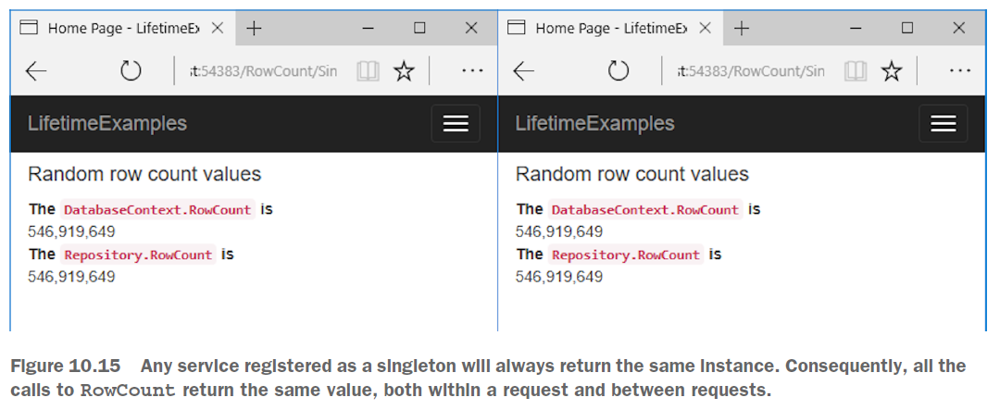 Home Page - LifetimeEx
Home Page - LifetimeEx
:54383/RowCount/Sin
:54383/RowCount/Sin
LifetimeExamples
LifetimeExamples
Random row count values
The DatabaseContext.RowCount is
546,919,649
The Repository.RowCount is
546,919,649
Random row count values
The DatabaseContext.RowCount is
546,919,649
The Repository.RowCount is
546,919,649
Figure 10.15 Any service registered as a singleton will always return the same instance. Consequently, all the
calls to RowCount return the same value, both within a request and between requests.